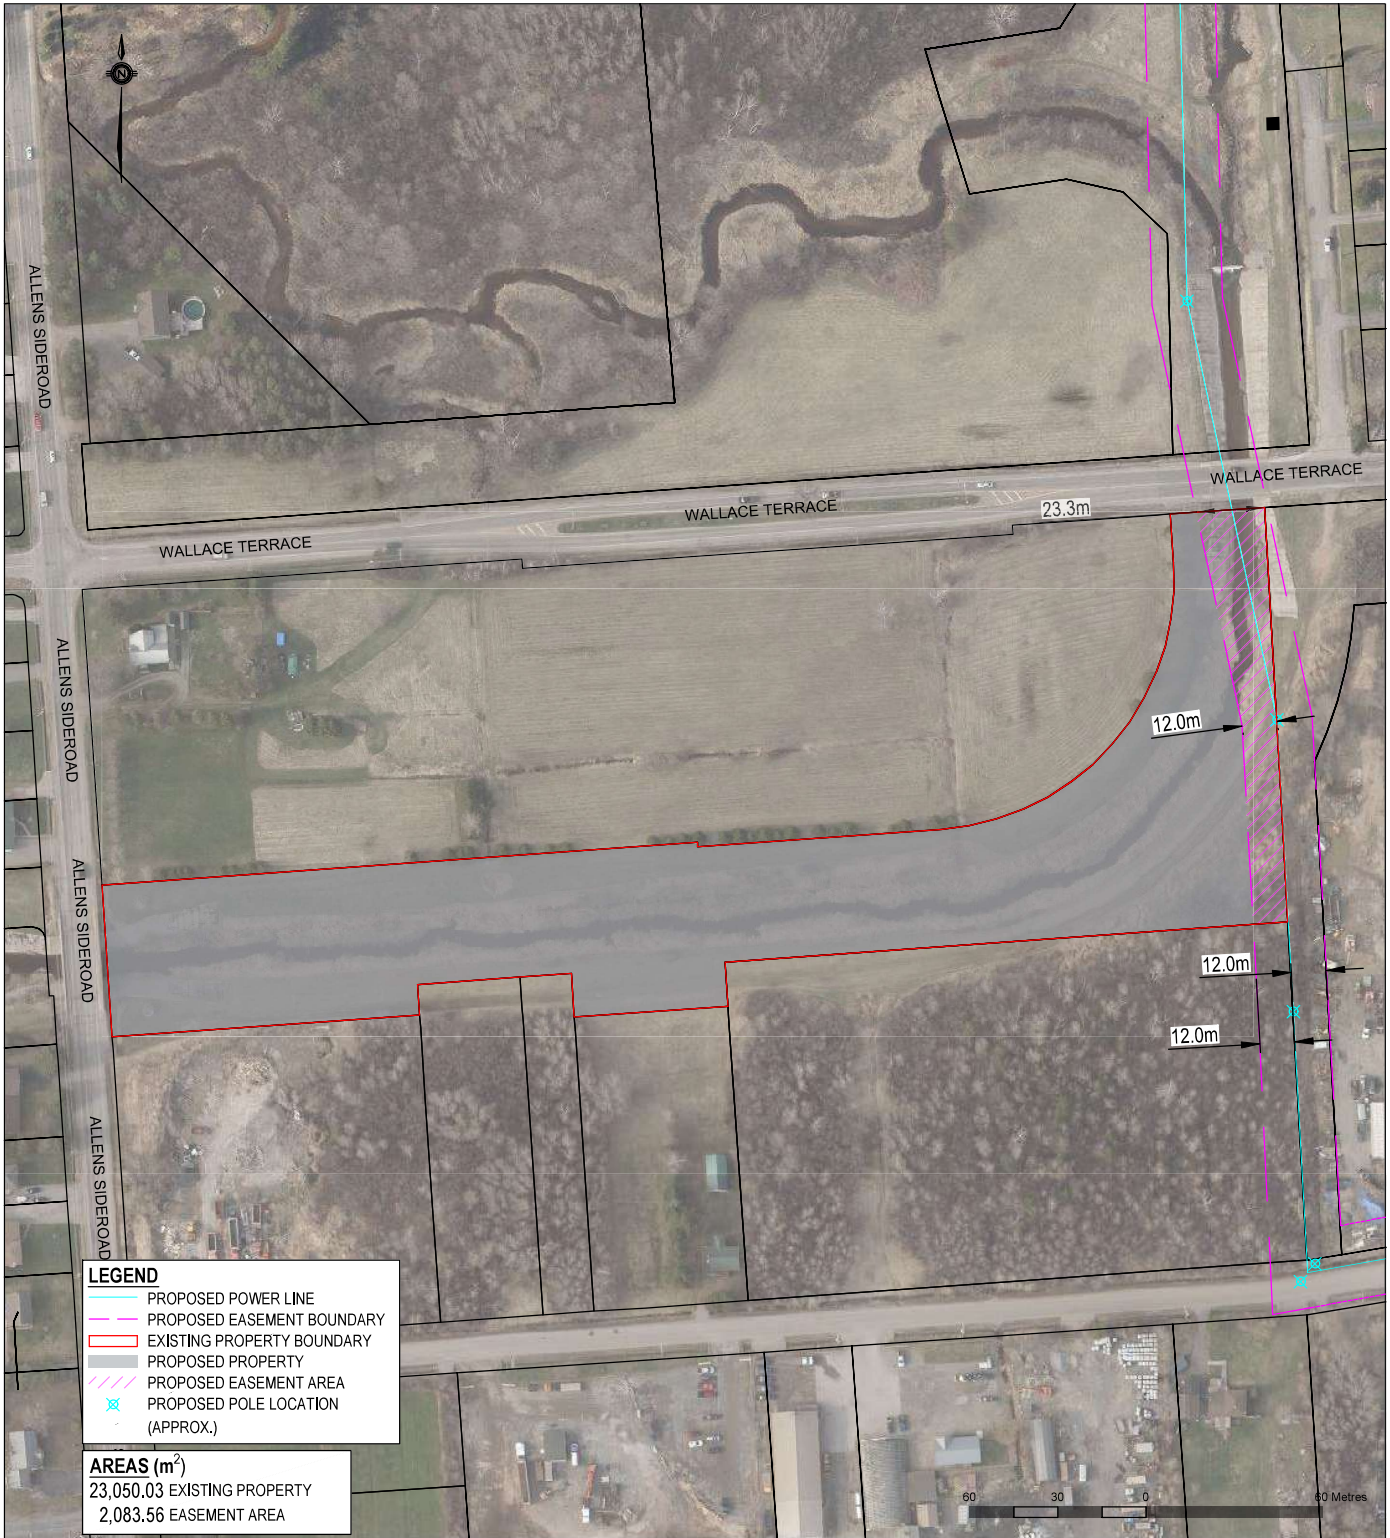 N
ALLENS SIDEROAD
WALLACE TERRACE
WALLACE TERRACE
WALLACE TERRACE
23.3m
ALLENS SIDEROAD
12.0m
ALLENS SIDEROAD
12.0m
12.0m
ALLENS SIDEROAD
LEGEND
PROPOSED POWER LINE
PROPOSED EASEMENT BOUNDARY
EXISTING PROPERTY BOUNDARY
PROPOSED PROPERTY
PROPOSED EASEMENT AREA
PROPOSED POLE LOCATION
(APPROX.)
AREAS (m²)
23,050.03 EXISTING PROPERTY
2,083.56 EASEMENT AREA
60 30 0 60 Metres